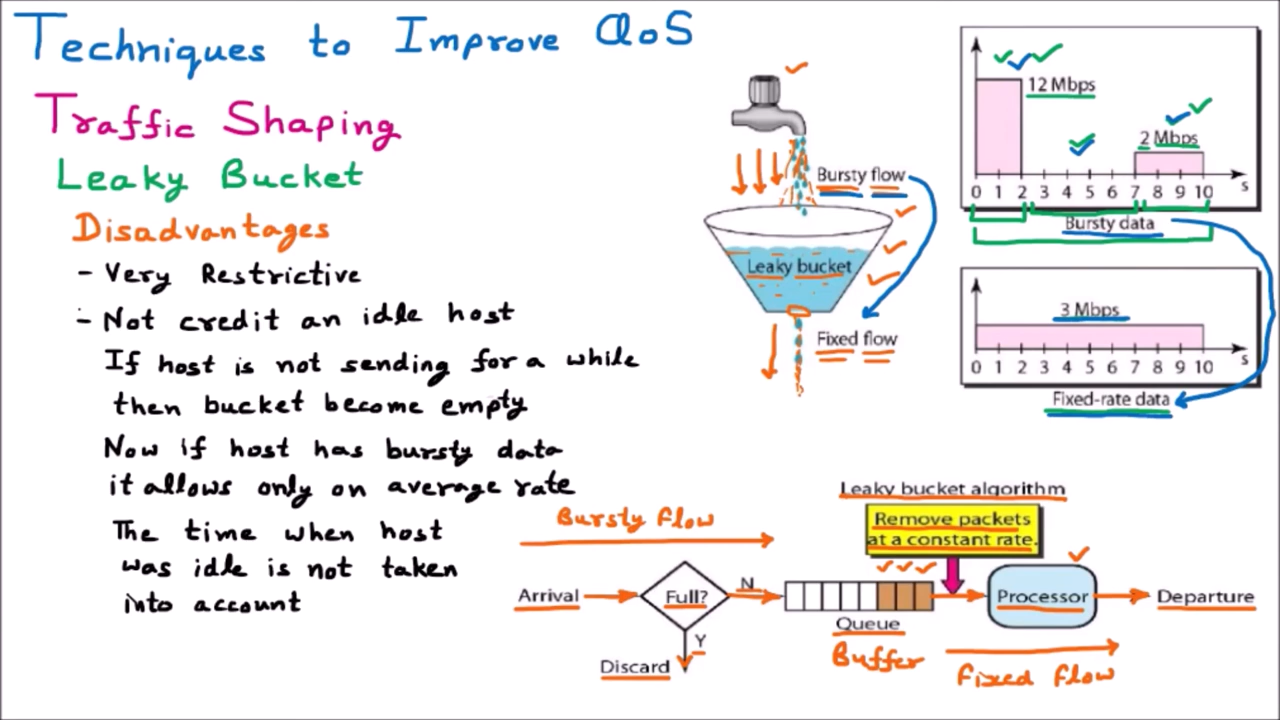 Techniques to Improve QoS
Traffic Shaping
Leaky Bucket
Disadvantages
- Very Restrictive
- Not credit an idle host
If host is not sending for a while
then bucket become empty
Now if host has bursty data
it allows only on average rate
The time when host
was idle is not taken
into account
Bursty flow
Leaky bucket
Fixed flow
12 Mbps
2 Mbps
0 1 2 3 4 5 6 7 8 9 10 s
Bursty data
3 Mbps
0 1 2 3 4 5 6 7 8 9 10 s
Fixed-rate data
Leaky bucket algorithm
Remove packets
at a constant rate.
Bursty Flow
Arrival
Full?
N
Y
Discard
Queue
Buffer
Processor
Departure
Fixed Flow